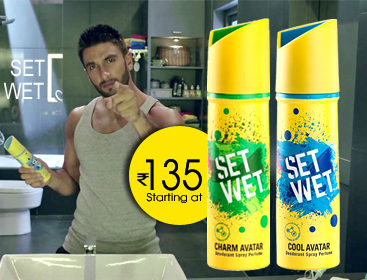 SET
WET
₹135
Starting at
SET
WET
CHARM AVATAR
Deodorant Spray Perfume
SET
WET
COOL AVATAR
Deodorant Spray Perfume